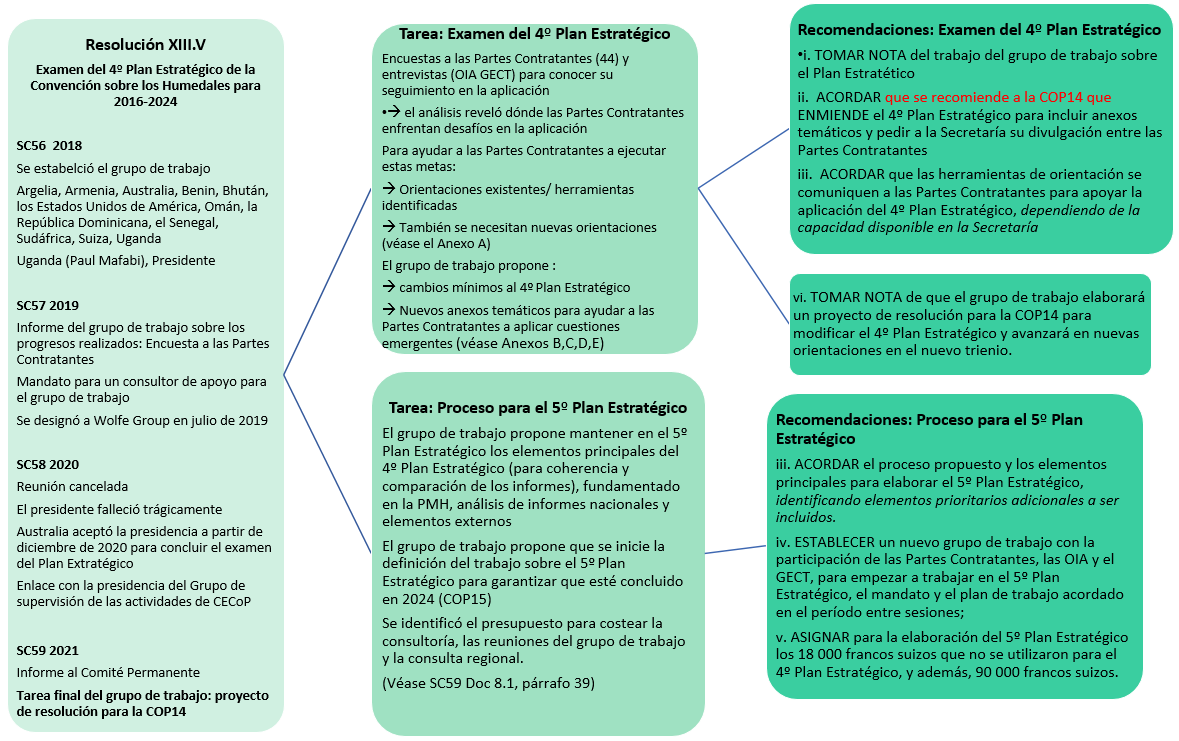 Resolución XIII.V
Examen del 4º Plan Estratégico de la
Convención sobre los Humedales para
2016-2024
SC56  2018
Se estabelció el grupo de trabajo
Argelia, Armenia, Australia, Benin, Bhután,
los Estados Unidos de América, Omán, la
República Dominicana, el Senegal,
Sudáfrica, Suiza, Uganda
Uganda (Paul Mafabi), Presidente
SC57 2019
Informe del grupo de trabajo sobre los
progresos realizados: Encuesta a las Partes
Contratantes
Mandato para un consultor de apoyo para
el grupo de trabajo
Se designó a Wolfe Group en julio de 2019
SC58 2020
Reunión cancelada
El presidente falleció trágicamente
Australia aceptó la presidencia a partir de
diciembre de 2020 para concluir el examen
del Plan Extratégico
Enlace con la presidencia del Grupo de
supervisión de las actividades de CECoP
SC59 2021
Informe al Comité Permanente
Tarea final del grupo de trabajo: proyecto
de resolución para la COP14
Tarea: Examen del 4º Plan Estratégico
Encuestas a las Partes Contratantes (44) y
entrevistas (OIA GECT) para conocer su
seguimiento en la aplicación
•→ el análisis reveló dónde las Partes Contratantes
enfrentan desafíos en la aplicación
Para ayudar a las Partes Contratantes a ejecutar
estas metas:
→ Orientaciones existentes/ herramientas
identificadas
→ También se necesitan nuevas orientaciones
(véase el Anexo A)
El grupo de trabajo propone :
→ cambios mínimos al 4º Plan Estratégico
→ Nuevos anexos temáticos para ayudar a las
Partes Contratantes a aplicar cuestiones
emergentes (véase Anexos B,C,D,E)
Tarea: Proceso para el 5º Plan Estratégico
El grupo de trabajo propone mantener en el 5º
Plan Estratégico los elementos principales del
4º Plan Estratégico (para coherencia y
comparación de los informes), fundamentado
en la PMH, análisis de informes nacionales y
elementos externos
El grupo de trabajo propone que se inicie la
definición del trabajo sobre el 5º Plan
Estratégico para garantizar que esté concluido
en 2024 (COP15)
Se identificó el presupuesto para costear la
consultoría, las reuniones del grupo de trabajo
y la consulta regional.
(Véase SC59 Doc 8.1, párrafo 39)
Recomendaciones: Examen del 4º Plan Estratégico
•i. TOMAR NOTA del trabajo del grupo de trabajo sobre
el Plan Estratético
ii.  ACORDAR que se recomiende a la COP14 que
ENMIENDE el 4º Plan Estratégico para incluir anexos
temáticos y pedir a la Secretaría su divulgación entre las
Partes Contratantes
iii.  ACORDAR que las herramientas de orientación se
comuniquen a las Partes Contratantes para apoyar la
aplicación del 4º Plan Estratégico, dependiendo de la
capacidad disponible en la Secretaría
vi. TOMAR NOTA de que el grupo de trabajo elaborará
un proyecto de resolución para la COP14 para
modificar el 4º Plan Estratégico y avanzará en nuevas
orientaciones en el nuevo trienio.
Recomendaciones: Proceso para el 5º Plan
Estratégico
iii. ACORDAR el proceso propuesto y los elementos
principales para elaborar el 5º Plan Estratégico,
identificando elementos prioritarios adicionales a ser
incluidos.
iv. ESTABLECER un nuevo grupo de trabajo con la
participación de las Partes Contratantes, las OIA y el
GECT, para empezar a trabajar en el 5º Plan
Estratégico, el mandato y el plan de trabajo acordado
en el período entre sesiones;
v. ASIGNAR para la elaboración del 5º Plan Estratégico
los 18 000 francos suizos que no se utilizaron para el
4º Plan Estratégico, y además, 90 000 francos suizos.